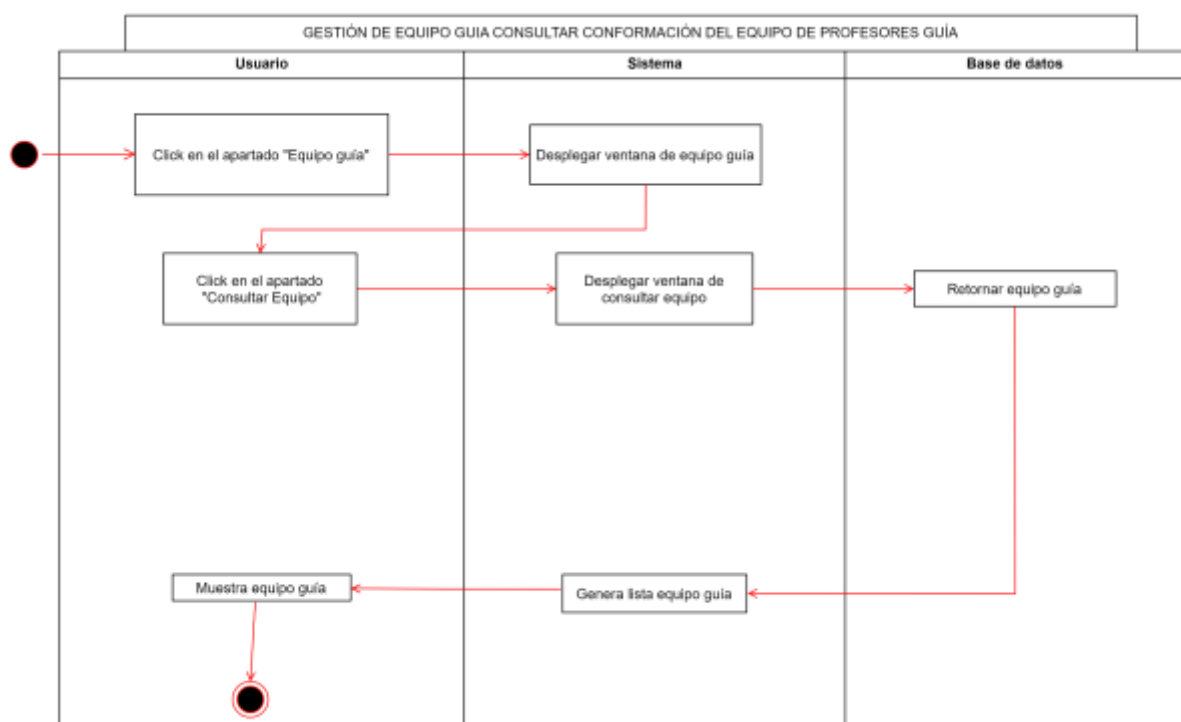 GESTIÓN DE EQUIPO GUIA CONSULTAR CONFORMACIÓN DEL EQUIPO DE PROFESORES GUÍA
Usuario
Sistema
Base de datos
Click en el apartado "Equipo guía"
Desplegar ventana de equipo guía
Click en el apartado
"Consultar Equipo"
Desplegar ventana de
consultar equipo
Retornar equipo guía
Muestra equipo guía
Genera lista equipo guía